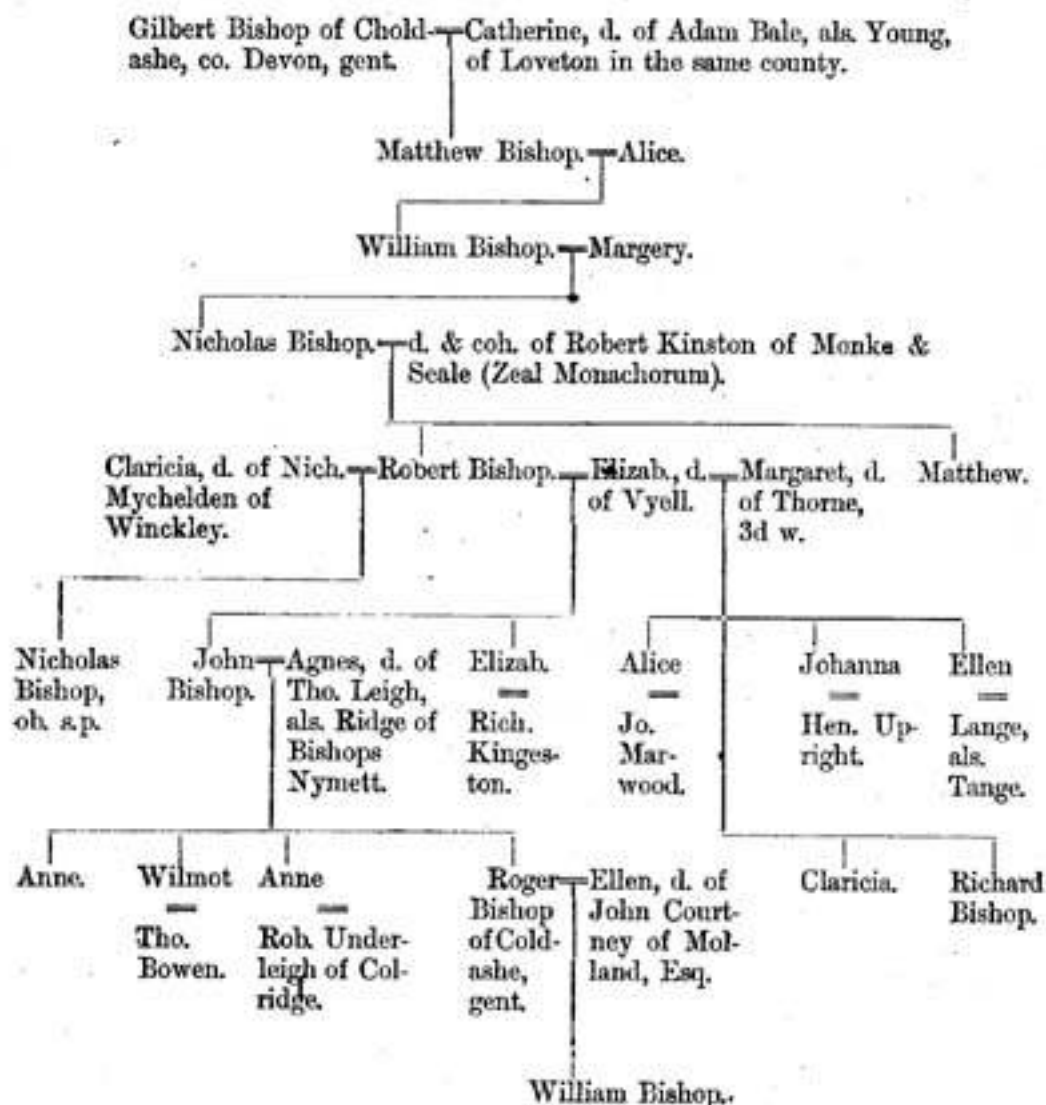 Gilbert Bishop of Chold-
ashe, co. Devon, gent.
Catherine, d. of Adam Bale, als. Young,
of Loveton in the same county.
Matthew Bishop.
Alice.
William Bishop.
Margery.
Nicholas Bishop.
d. & coh. of Robert Kinston of Monke &
Seale (Zeal Monachorum).
Claricia, d. of Nich.
Mychelden of
Winckley.
Robert Bishop.
Elizab., d.
of Vyell.
Margaret, d.
of Thorne,
3d w.
Matthew.
Nicholas
Bishop,
ob. s.p.
John
Bishop.
Agnes, d. of
Tho. Leigh,
als. Ridge of
Bishops
Nymett.
Elizab.
Rich.
Kinges-
ton.
Alice
Jo.
Mar-
wood.
Johanna
Hen. Up-
right.
Ellen
Lange,
als.
Tange.
Anne.
Wilmot
Tho.
Bowen.
Anne
Rob. Under-
leigh of Col-
ridge.
Roger
Bishop
of Cold-
ashe,
gent.
Ellen, d. of
John Court-
ney of Mol-
land, Esq.
Claricia.
Richard
Bishop.
William Bishop.